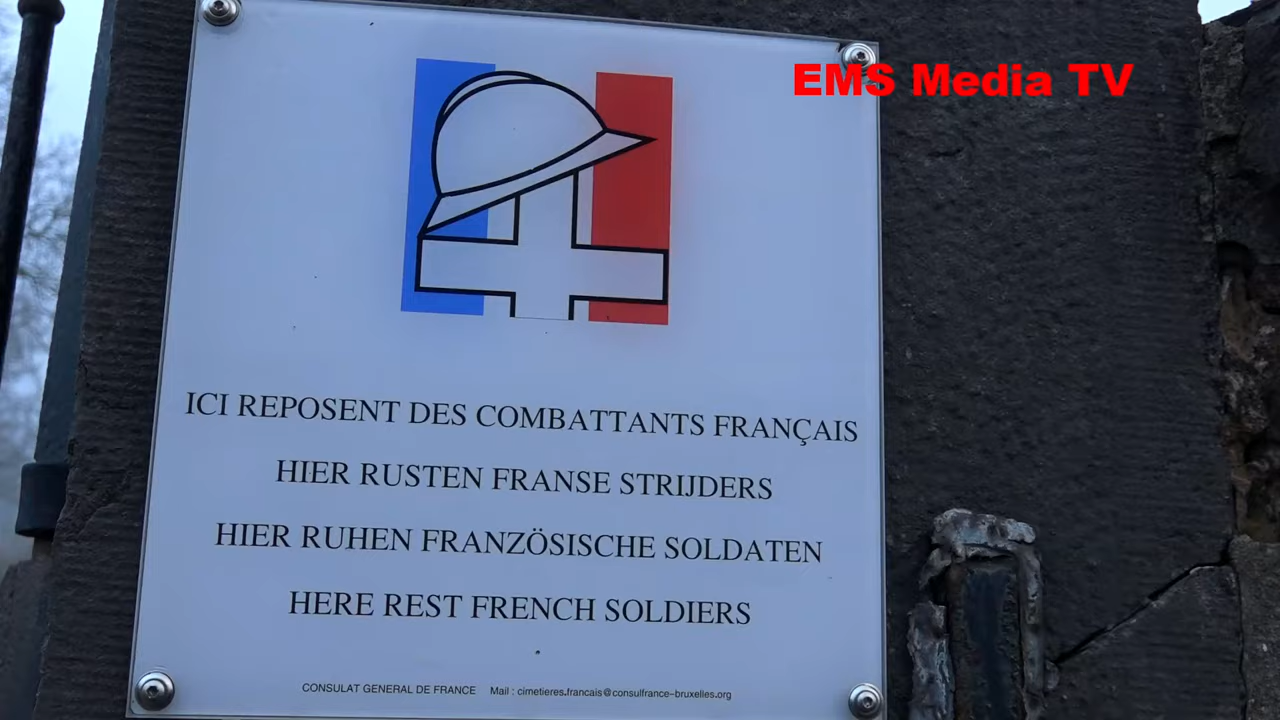 EMS Media TV
ICI REPOSENT DES COMBATTANTS FRANÇAIS
HIER RUSTEN FRANSE STRIJDERS
HIER RUHEN FRANZÖSISCHE SOLDATEN
HERE REST FRENCH SOLDIERS
CONSULAT GENERAL DE FRANCE Mail : cimetieres.francais@consulfrance-bruxelles.org